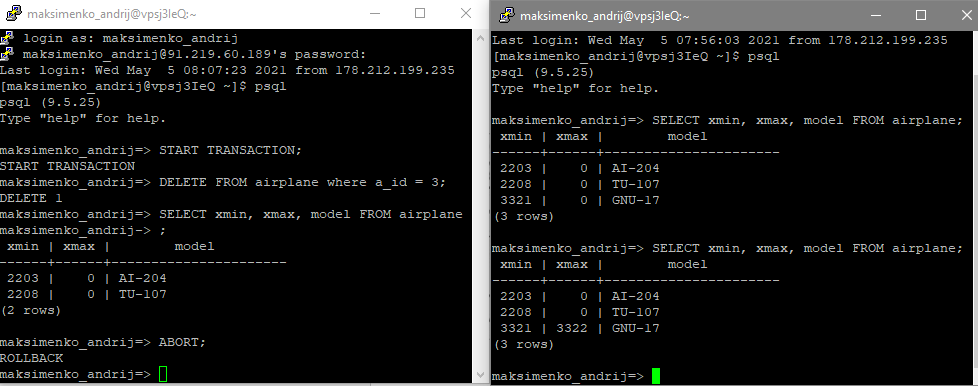 maksimenko_andrij@vpsj3IeQ:~
login as: maksimenko_andrij
maksimenko_andrij@91.219.60.189's password:
Last login: Wed May  5 08:07:23 2021 from 178.212.199.235
[maksimenko_andrij@vpsj3IeQ ~]$ psql
psql (9.5.25)
Type "help" for help.
maksimenko_andrij=> START TRANSACTION;
START TRANSACTION
maksimenko_andrij=> DELETE FROM airplane where a_id = 3;
DELETE 1
maksimenko_andrij=> SELECT xmin, xmax, model FROM airplane
maksimenko_andrij-> ;
 xmin | xmax |        model
------+------+----------------------
 2203 |    0 | AI-204
 2208 |    0 | TU-107
(2 rows)
maksimenko_andrij=> ABORT;
ROLLBACK
maksimenko_andrij=>
maksimenko_andrij@vpsj3IeQ:~
Last login: Wed May  5 07:56:03 2021 from 178.212.199.235
[maksimenko_andrij@vpsj3IeQ ~]$ psql
psql (9.5.25)
Type "help" for help.
maksimenko_andrij=> SELECT xmin, xmax, model FROM airplane;
 xmin | xmax |        model
------+------+----------------------
 2203 |    0 | AI-204
 2208 |    0 | TU-107
 3321 |    0 | GNU-17
(3 rows)
maksimenko_andrij=> SELECT xmin, xmax, model FROM airplane;
 xmin | xmax |        model
------+------+----------------------
 2203 |    0 | AI-204
 2208 |    0 | TU-107
 3321 | 3322 | GNU-17
(3 rows)
maksimenko_andrij=>